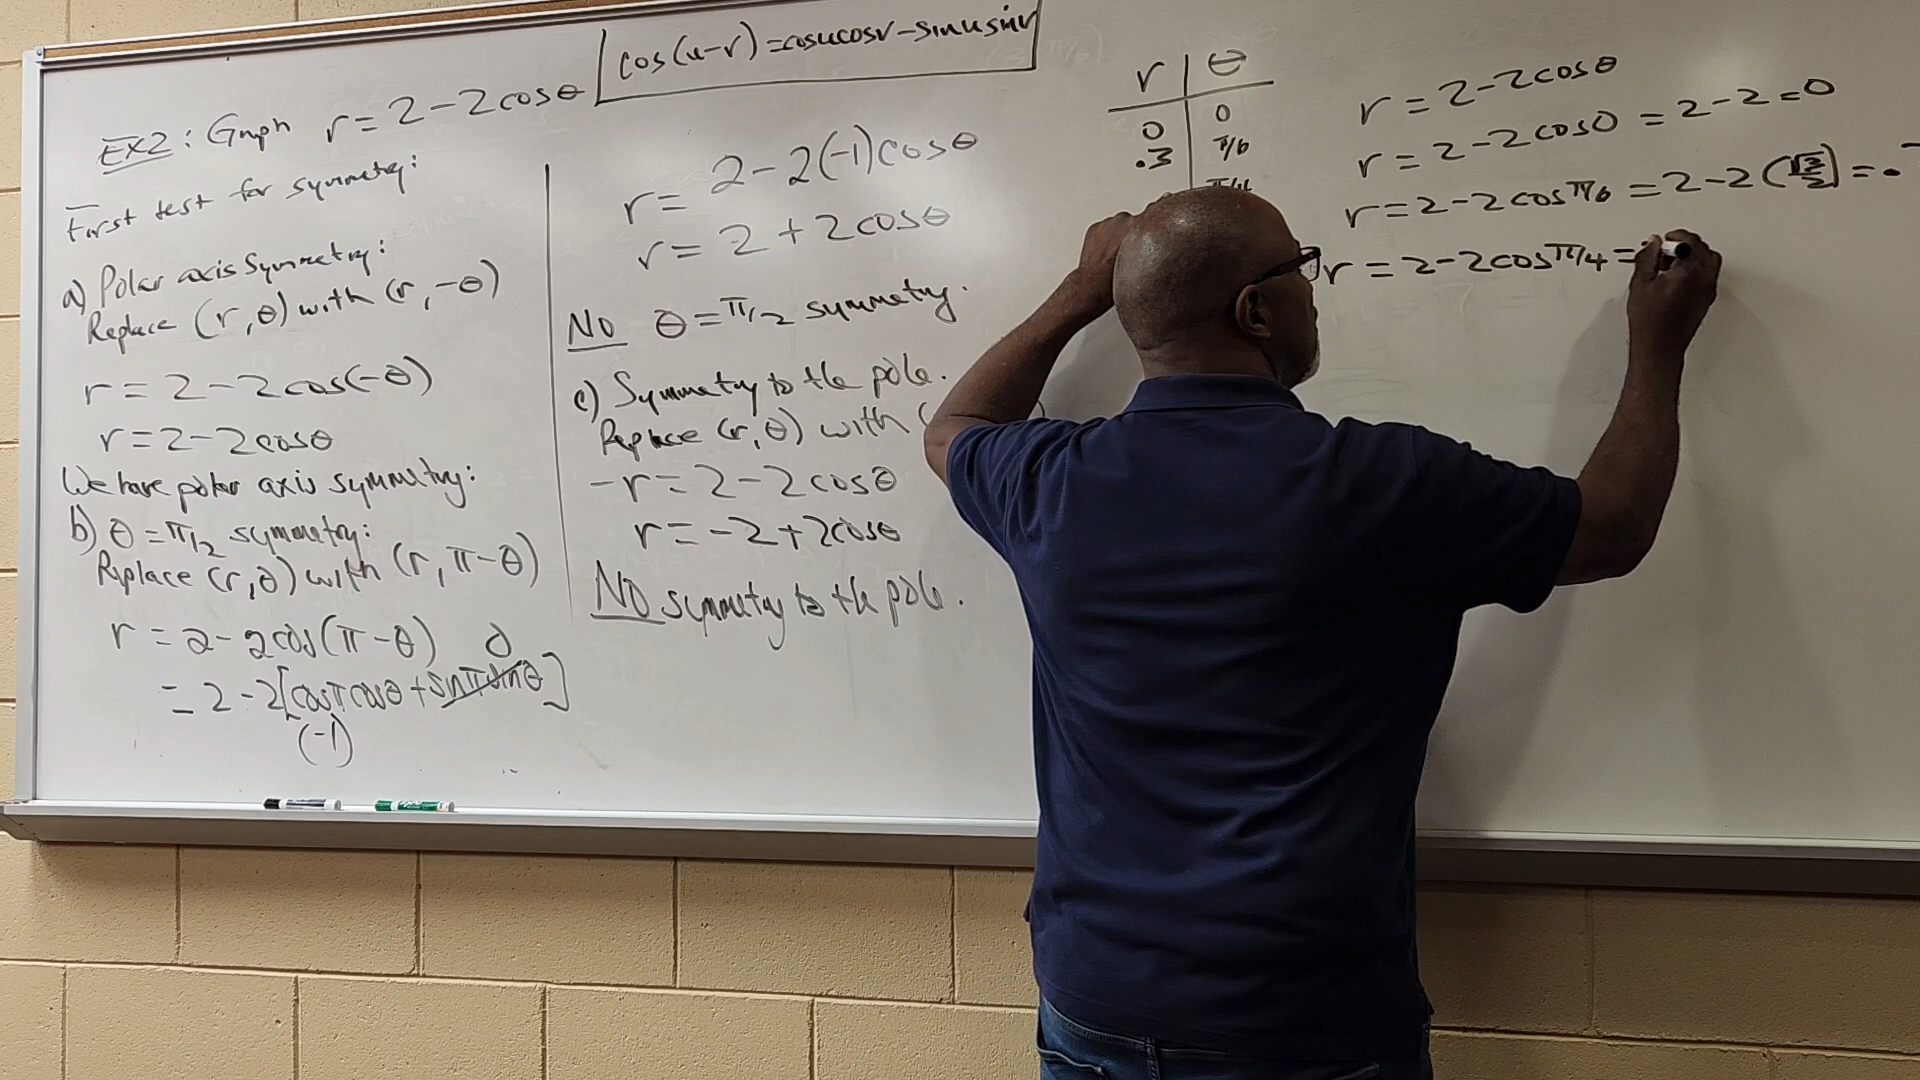 EX2: Graph r = 2 - 2cosθ
cos(u-v) = cosucosv - sinusinv
First test for symmetry:
a) Polar axis symmetry:
Replace (r, θ) with (r, -θ)
r = 2 - 2cos(-θ)
r = 2 - 2cosθ
We have polar axis symmetry:
b) θ = π/2 symmetry:
Replace (r, θ) with (r, π-θ)
r = 2 - 2cos(π-θ) 0
= 2 - 2[cosπcosθ + sinπsinθ]
(-1)
r = 2 - 2(-1)cosθ
r = 2 + 2cosθ
NO θ = π/2 symmetry.
c) Symmetry to the pole.
Replace (r, θ) with (
-r = 2 - 2cosθ
r = -2 + 2cosθ
NO symmetry to the pole.
r | θ
0 | 0
.3 | π/6
π/4
r = 2 - 2cosθ
r = 2 - 2cos0 = 2 - 2 = 0
r = 2 - 2cosπ/6 = 2 - 2(√3/2) = .
r = 2 - 2cosπ/4 =